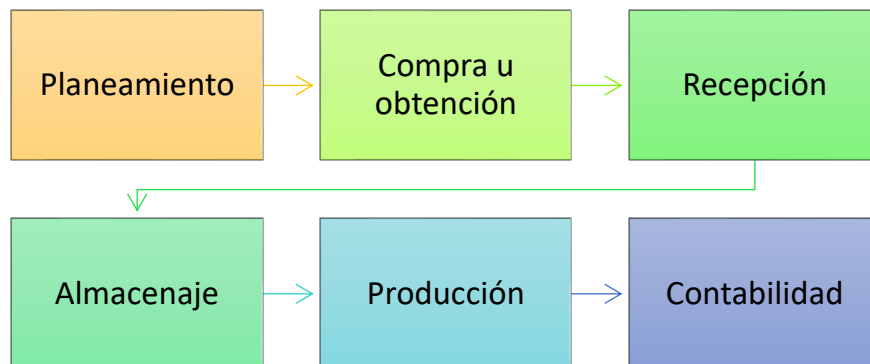 Planeamiento
Compra u
obtención
Recepción
Almacenaje
Producción
Contabilidad